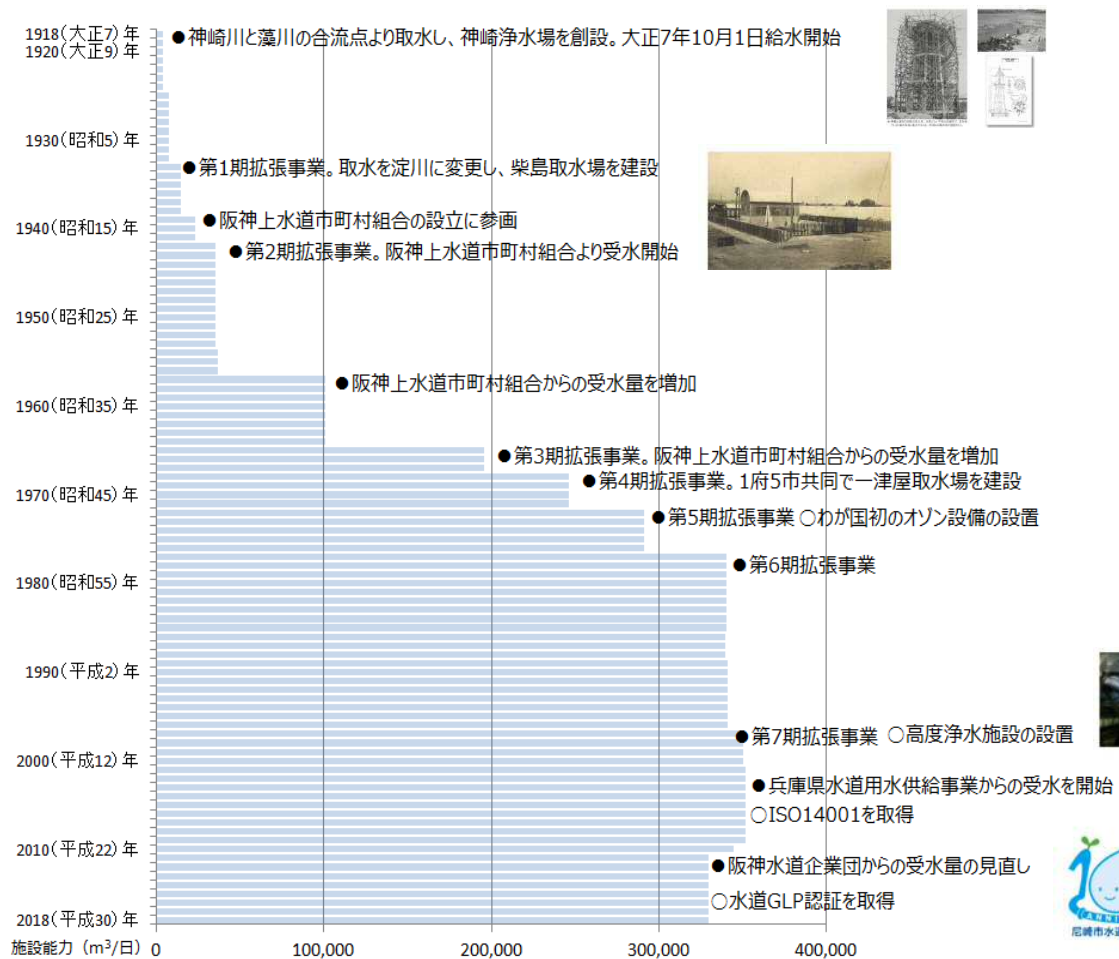 1918(大正7)年
●神崎川と藻川の合流点より取水し、神崎浄水場を創設。大正7年10月1日給水開始
1920(大正9)年
1930(昭和5)年
●第1期拡張事業。取水を淀川に変更し、柴島取水場を建設
●阪神上水道市町村組合の設立に参画
1940(昭和15)年
●第2期拡張事業。阪神上水道市町村組合より受水開始
1950(昭和25)年
●阪神上水道市町村組合からの受水量を増加
1960(昭和35)年
●第3期拡張事業。阪神上水道市町村組合からの受水量を増加
●第4期拡張事業。1府5市共同で一津屋取水場を建設
1970(昭和45)年
●第5期拡張事業 ○わが国初のオゾン設備の設置
●第6期拡張事業
1980(昭和55)年
1990(平成2)年
●第7期拡張事業 ○高度浄水施設の設置
2000(平成12)年
●兵庫県水道用水供給事業からの受水を開始
○ISO14001を取得
2010(平成22)年
●阪神水道企業団からの受水量の見直し
○水道GLP認証を取得
2018(平成30)年
ANNI
尼崎市水道
施設能力(m³/日) 0 100,000 200,000 300,000 400,000